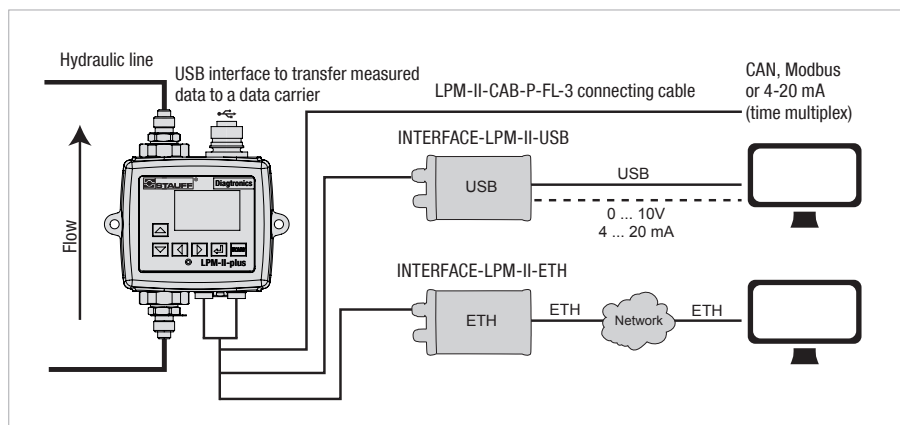 Hydraulic line
USB interface to transfer measured
data to a data carrier
LPM-II-CAB-P-FL-3 connecting cable
CAN, Modbus
or 4-20 mA
(time multiplex)
INTERFACE-LPM-II-USB
USB
USB
0 ... 10V
4 ... 20 mA
STAUFF®
Diagtronics
LPM-II-plus
Flow
INTERFACE-LPM-II-ETH
ETH
ETH
Network
ETH